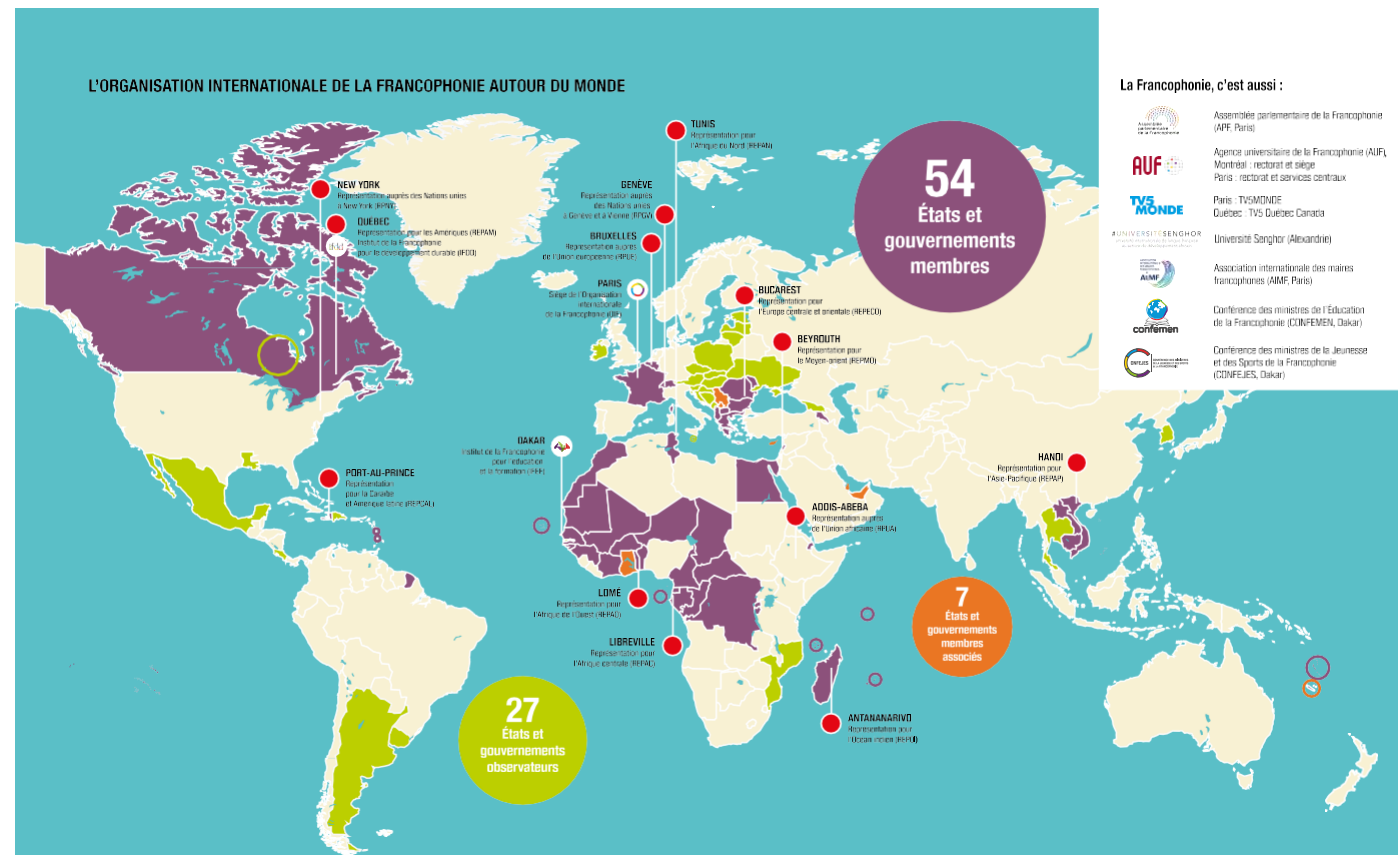 L'ORGANISATION INTERNATIONALE DE LA FRANCOPHONIE AUTOUR DU MONDE
TUNIS
Représentation pour
l'Afrique du Nord (REPAN)
NEW YORK
Représentation auprès des Nations unies
à New York (RPNY)
QUÉBEC
Représentation pour les Amériques (REPAM)
Institut de la Francophonie
pour le développement durable (IFDD)
ifdd
GENÈVE
Représentation auprès
des Nations unies
à Genève et à Vienne (RPGV)
BRUXELLES
Représentation auprès
de l'Union européenne (RPUE)
PARIS
Siège de l'Organisation
internationale
de la Francophonie (OIF)
BUCAREST
Représentation pour
l'Europe centrale et orientale (REPECO)
BEYROUTH
Représentation pour
le Moyen-orient (REPMO)
54
États et
gouvernements
membres
DAKAR
Institut de la Francophonie
pour l'éducation
et la formation (IFEF)
PORT-AU-PRINCE
Représentation
pour la Caraïbe
et Amérique latine (REPCAL)
HANOI
Représentation pour
l'Asie-Pacifique (REPAP)
ADDIS-ABEBA
Représentation auprès
de l'Union africaine (RPUA)
LOMÉ
Représentation pour
l'Afrique de l'Ouest (REPAO)
LIBREVILLE
Représentation pour
l'Afrique centrale (REPAC)
7
États et
gouvernements
membres
associés
27
États et
gouvernements
observateurs
ANTANANARIVO
Représentation pour
l'Océan indien (REPOI)
La Francophonie, c'est aussi :
Assemblée
parlementaire
de la Francophonie
Assemblée parlementaire de la Francophonie
(APF, Paris)
AUF
Agence universitaire de la Francophonie (AUF),
Montréal : rectorat et siège
Paris : rectorat et services centraux
TV5
MONDE
Paris : TV5MONDE
Québec : TV5 Québec Canada
#UNIVERSITÉSENGHOR
Université Senghor (Alexandrie)
AIMF
Association internationale des maires
francophones (AIMF, Paris)
confemen
Conférence des ministres de l'Éducation
de la Francophonie (CONFEMEN, Dakar)
CONFEJES
Conférence des ministres de la Jeunesse
et des Sports de la Francophonie
(CONFEJES, Dakar)